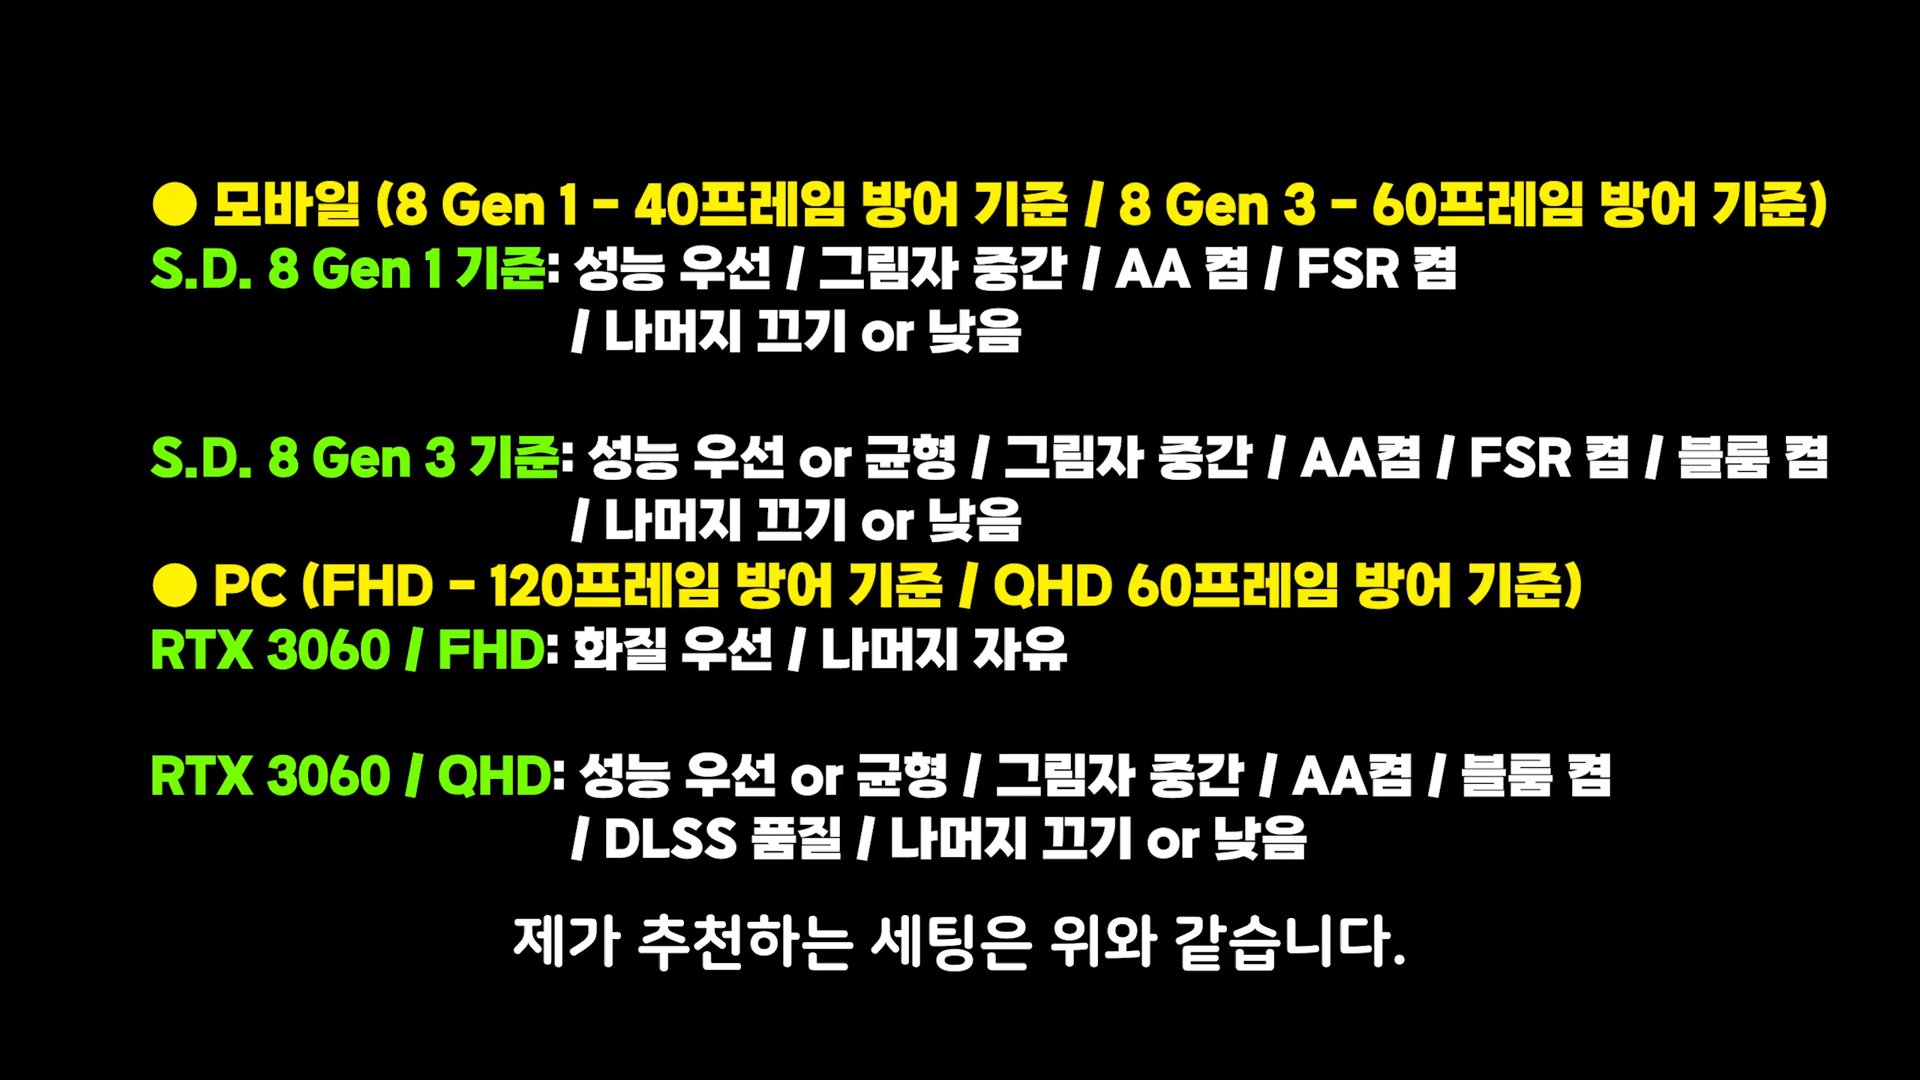 ● 모바일 (8 Gen 1 - 40프레임 방어 기준 / 8 Gen 3 - 60프레임 방어 기준)
S.D. 8 Gen 1 기준: 성능 우선 / 그림자 중간 / AA 켬 / FSR 켬
/ 나머지 끄기 or 낮음
S.D. 8 Gen 3 기준: 성능 우선 or 균형 / 그림자 중간 / AA켬 / FSR 켬 / 블룸 켬
/ 나머지 끄기 or 낮음
● PC (FHD - 120프레임 방어 기준 / QHD 60프레임 방어 기준)
RTX 3060 / FHD: 화질 우선 / 나머지 자유
RTX 3060 / QHD: 성능 우선 or 균형 / 그림자 중간 / AA켬 / 블룸 켬
/ DLSS 품질 / 나머지 끄기 or 낮음
제가 추천하는 세팅은 위와 같습니다.